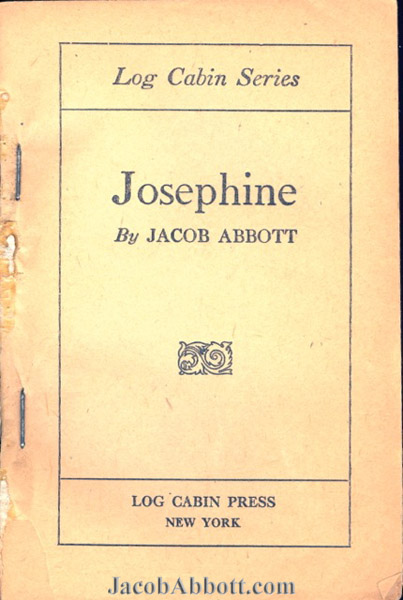 Log Cabin Series
Josephine
By JACOB ABBOTT
LOG CABIN PRESS
NEW YORK
JacobAbbott.com